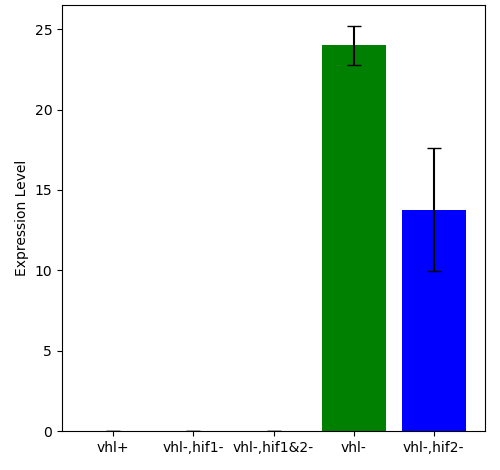 25
20
15
10
5
0
Expression Level
vhl+
vhl-,hif1-
vhl-,hif1&2-
vhl-
vhl-,hif2-